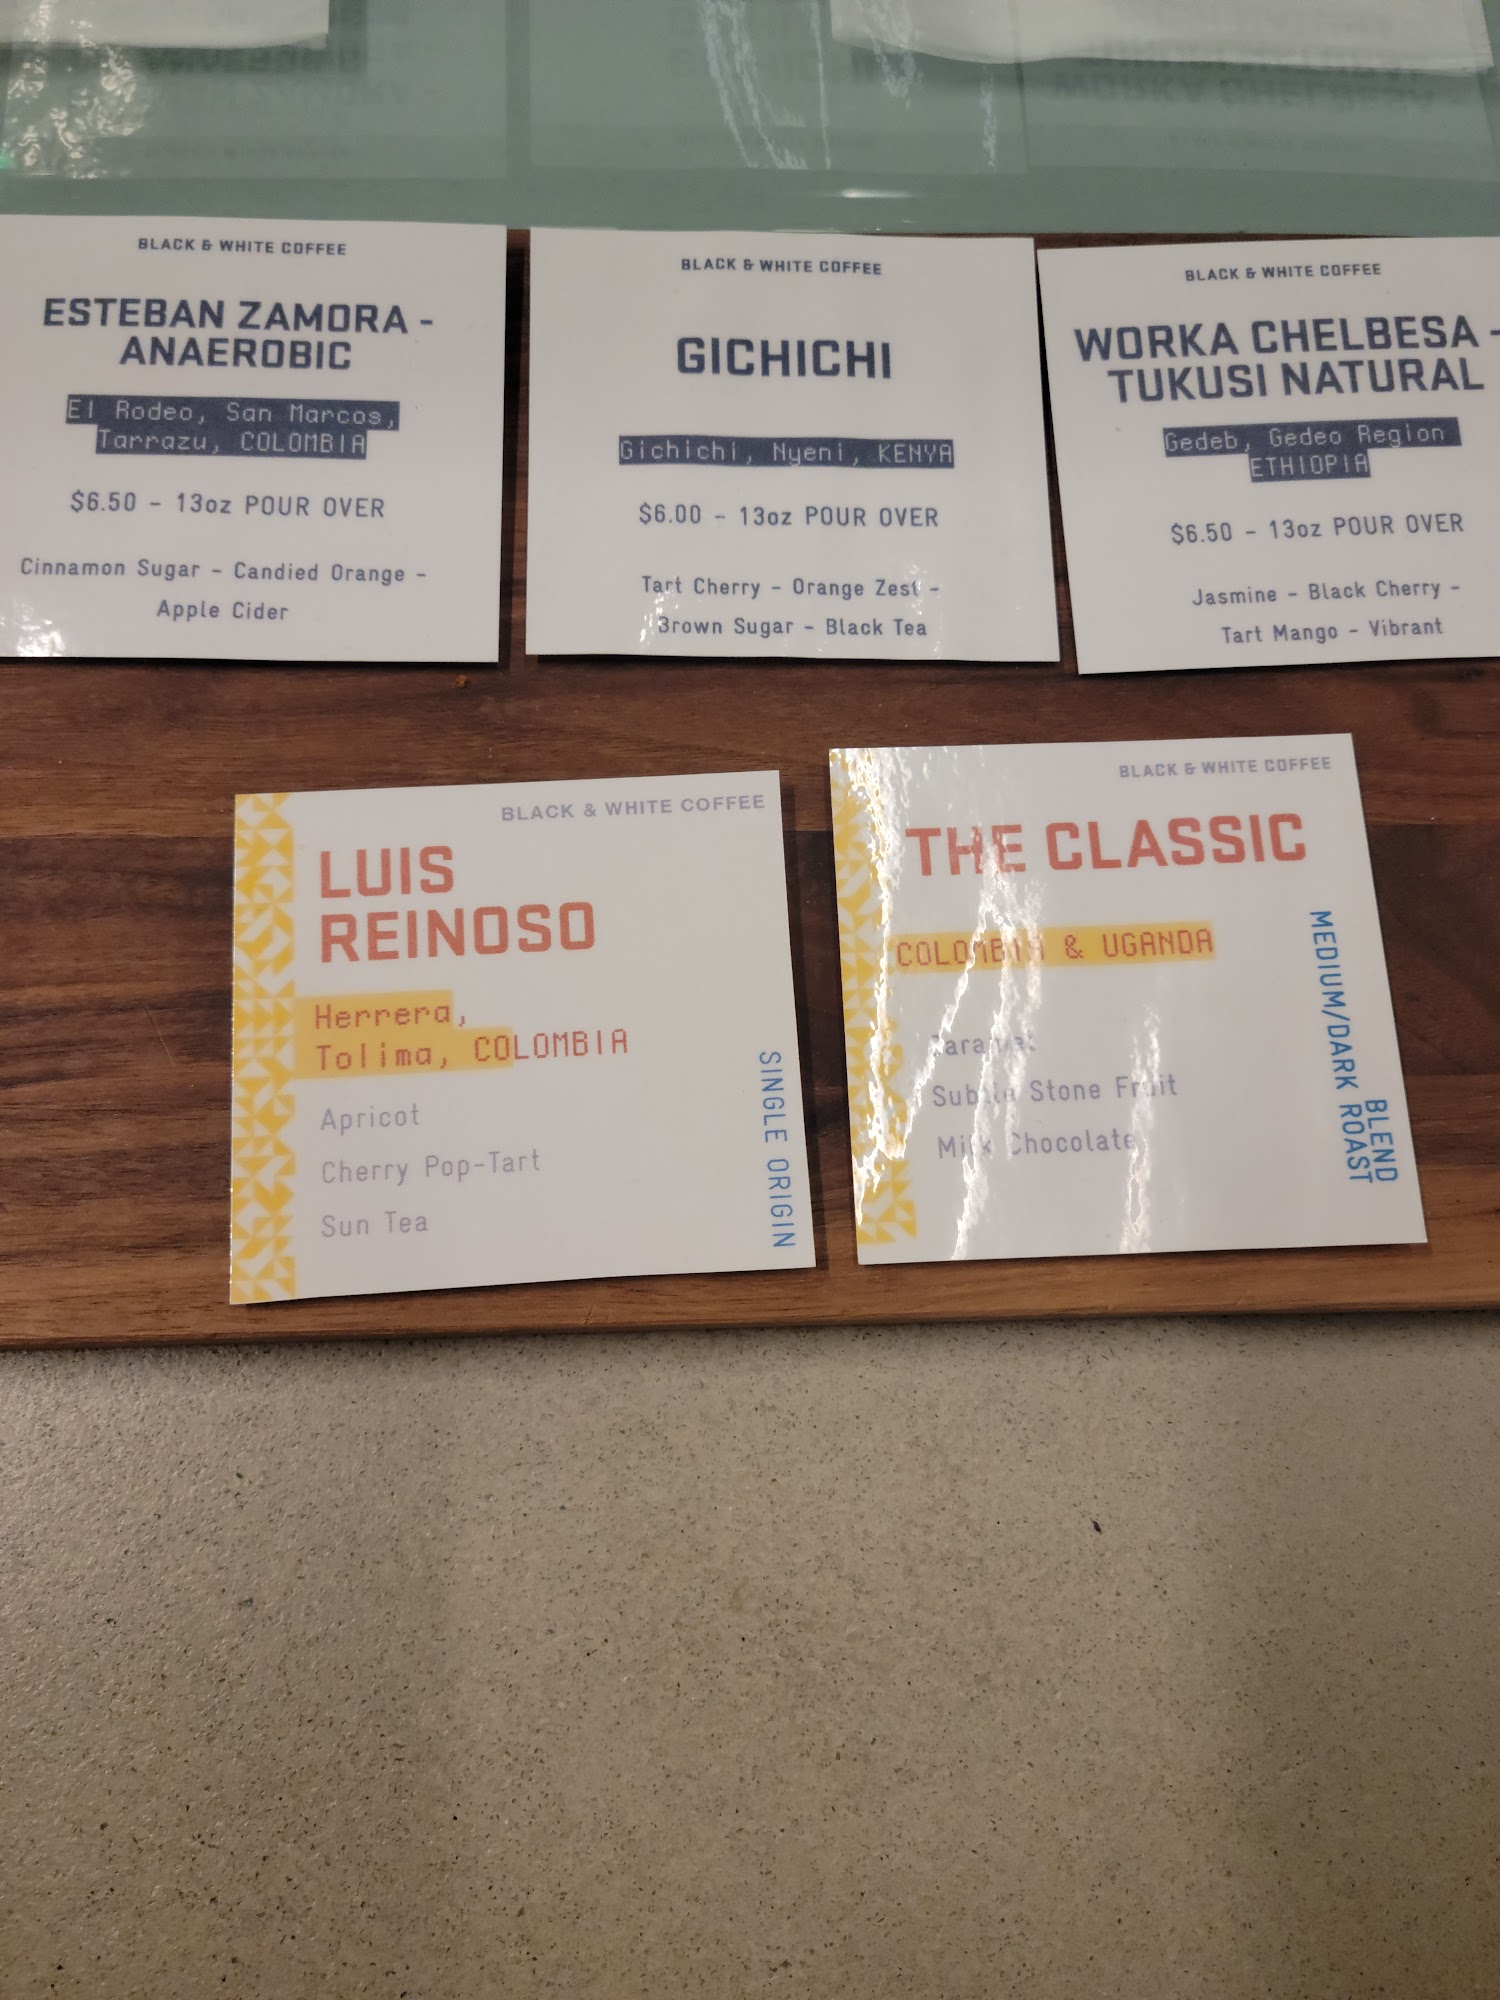 BLACK & WHITE COFFEE
ESTEBAN ZAMORA -
ANAEROBIC
El Rodeo, San Marcos,
Tarrazu, COLOMBIA
$6.50 - 13oz POUR OVER
Cinnamon Sugar - Candied Orange -
Apple Cider
BLACK & WHITE COFFEE
GICHICHI
Gichichi, Nyeni, KENYA
$6.00 - 13oz POUR OVER
Tart Cherry - Orange Zest -
Brown Sugar - Black Tea
BLACK & WHITE COFFEE
WORKA CHELBESA -
TUKUSI NATURAL
Gedeb, Gedeo Region
ETHIOPIA
$6.50 - 13oz POUR OVER
Jasmine - Black Cherry -
Tart Mango - Vibrant
BLACK & WHITE COFFEE
LUIS
REINOSO
Herrera,
Tolima, COLOMBIA
Apricot
Cherry Pop-Tart
Sun Tea
SINGLE ORIGIN
BLACK & WHITE COFFEE
THE CLASSIC
COLOMBIA & UGANDA
Subtle Stone Fruit
Milk Chocolate
BLEND
MEDIUM/DARK ROAST